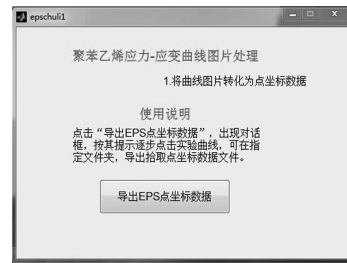 epschuli1
聚苯乙烯应力-应变曲线图片处理
1.将曲线图片转化为点坐标数据
使用说明
点击“导出EPS点坐标数据”，出现对话
框，按其提示逐步点击实验曲线，可在指
定文件夹，导出拾取点坐标数据文件。
导出EPS点坐标数据